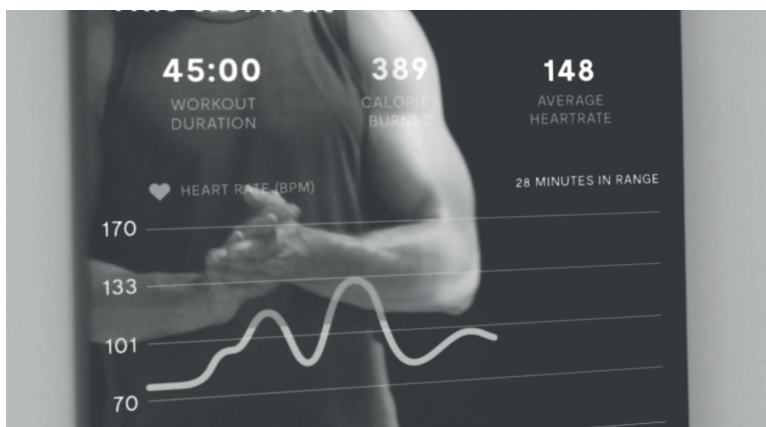 45:00
389
148
WORKOUT
DURATION
CALORIES
BURNED
AVERAGE
HEARTRATE
HEART RATE (BPM)
28 MINUTES IN RANGE
170
133
101
70